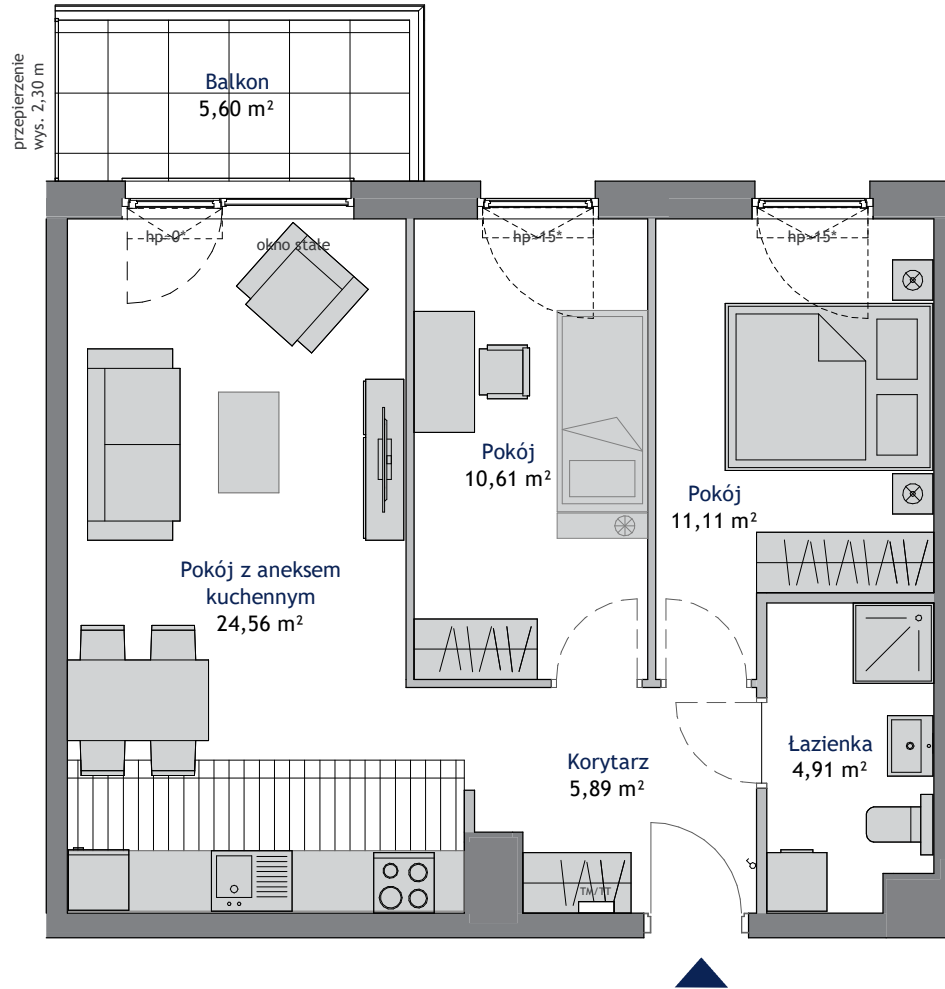 przepierzenie
wys. 2,30 m
Balkon
5,60 m²
hp~0*
okno stałe
hp~15*
hp~15*
Pokój
10,61 m²
Pokój
11,11 m²
Pokój z aneksem
kuchennym
24,56 m²
Korytarz
5,89 m²
Łazienka
4,91 m²
TM/TT